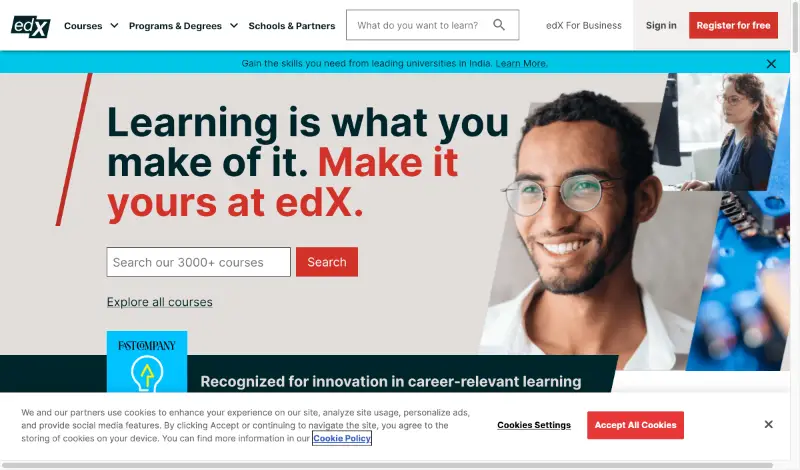 edX
Courses
Programs & Degrees
Schools & Partners
What do you want to learn?
edX For Business
Sign in
Register for free
Gain the skills you need from leading universities in India. Learn More.
Learning is what you
make of it. Make it
yours at edX.
Search our 3000+ courses
Search
Explore all courses
FAST COMPANY
Recognized for innovation in career-relevant learning
We and our partners use cookies to enhance your experience on our site, analyze site usage, personalize ads,
and provide social media features. By clicking Accept or continuing to navigate the site, you agree to the
storing of cookies on your device. You can find more information in our Cookie Policy
Cookies Settings
Accept All Cookies